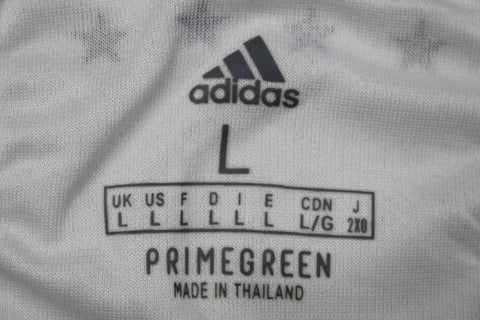 adidas
L
UK US F D I E CDN J
L L L L L L L/G 2XO
PRIMEGREEN
MADE IN THAILAND